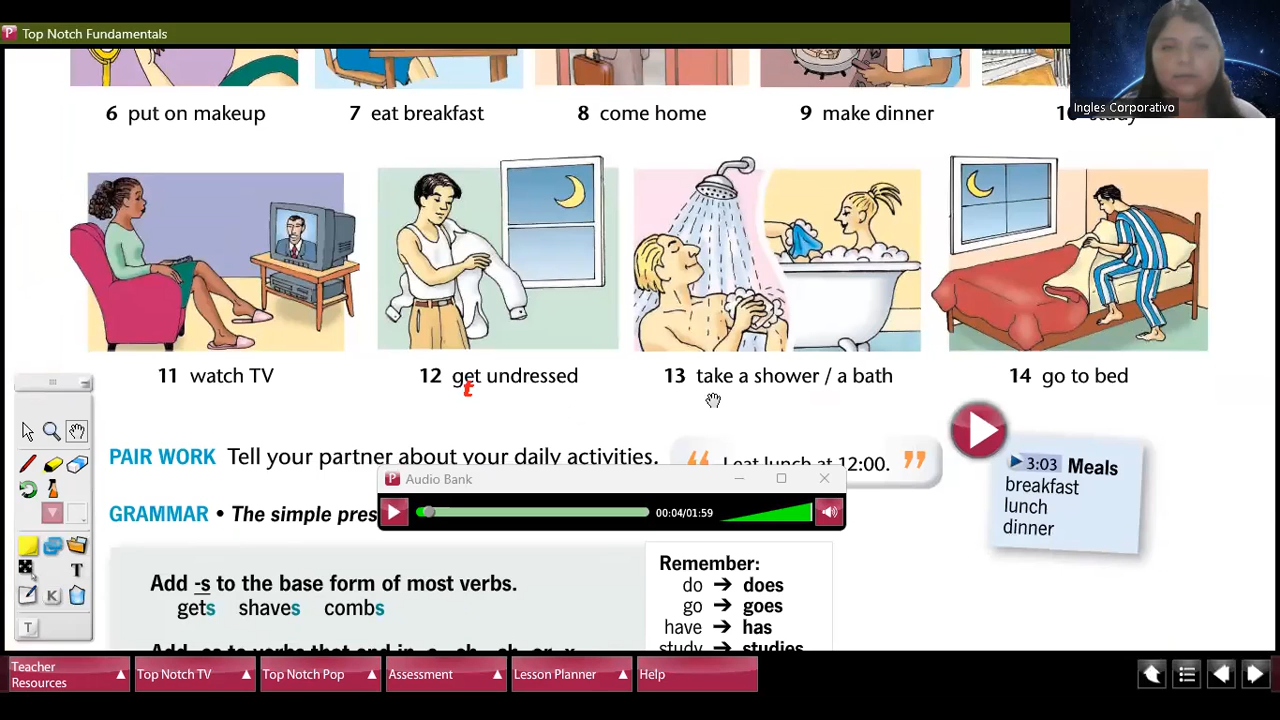 Top Notch Fundamentals
Ingles Corporativo
6 put on makeup
7 eat breakfast
8 come home
9 make dinner
10 study
11 watch TV
12 get undressed
t
13 take a shower / a bath
14 go to bed
PAIR WORK Tell your partner about your daily activities.
“ I eat lunch at 12:00. ”
3:03 Meals
breakfast
lunch
dinner
Audio Bank
00:04/01:59
GRAMMAR • The simple pres
Add -s to the base form of most verbs.
gets shaves combs
Remember:
do → does
go → goes
have → has
study → studies
T
K
T
Teacher
Resources
Top Notch TV
Top Notch Pop
Assessment
Lesson Planner
Help